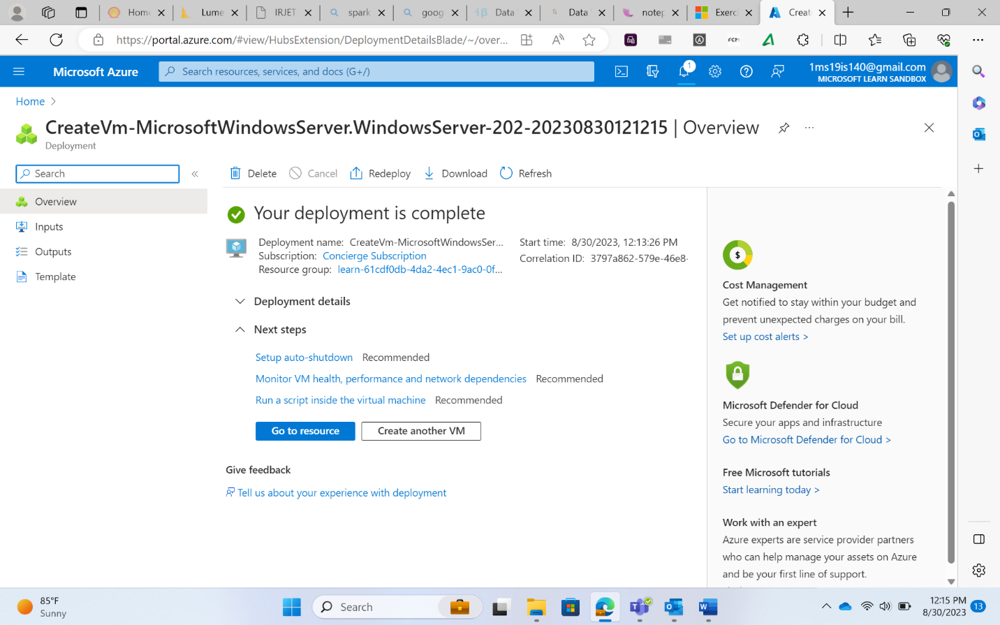 Home
Lume
IRJET
spark
goog
Data
Data
notep
Exerci
Creat
https://portal.azure.com/#view/HubsExtension/DeploymentDetailsBlade/~/over...
FCM
Microsoft Azure
Search resources, services, and docs (G+/)
1
1ms19is140@gmail.com
MICROSOFT LEARN SANDBOX
Home >
CreateVm-MicrosoftWindowsServer.WindowsServer-202-20230830121215 | Overview
Deployment
Search
Delete
Cancel
Redeploy
Download
Refresh
Overview
Inputs
Outputs
Template
Your deployment is complete
Deployment name: CreateVm-MicrosoftWindowsSer...
Subscription: Concierge Subscription
Resource group: learn-61cdf0db-4da2-4ec1-9ac0-0f...
Start time: 8/30/2023, 12:13:26 PM
Correlation ID: 3797a862-579e-46e8-
Deployment details
Next steps
Setup auto-shutdown Recommended
Monitor VM health, performance and network dependencies Recommended
Run a script inside the virtual machine Recommended
Go to resource
Create another VM
Give feedback
Tell us about your experience with deployment
Cost Management
Get notified to stay within your budget and
prevent unexpected charges on your bill.
Set up cost alerts >
Microsoft Defender for Cloud
Secure your apps and infrastructure
Go to Microsoft Defender for Cloud >
Free Microsoft tutorials
Start learning today >
Work with an expert
Azure experts are service provider partners
who can help manage your assets on Azure
and be your first line of support.
85°F
Sunny
Search
12:15 PM
8/30/2023
13